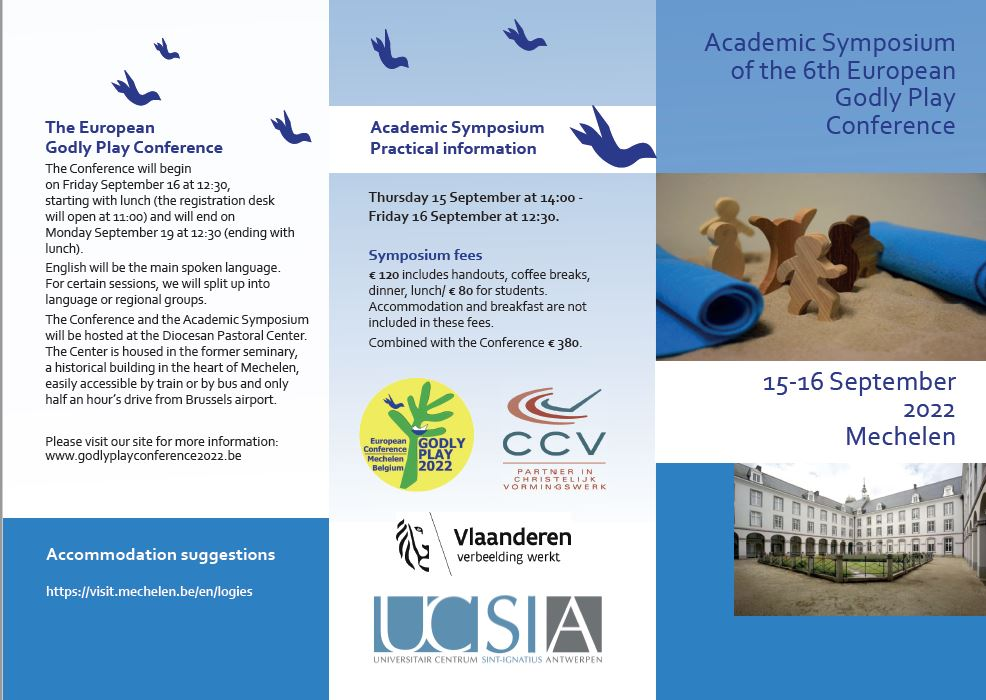 The European
Godly Play Conference
The Conference will begin
on Friday September 16 at 12:30,
starting with lunch (the registration desk
will open at 11:00) and will end on
Monday September 19 at 12:30 (ending with
lunch).
English will be the main spoken language.
For certain sessions, we will split up into
language or regional groups.
The Conference and the Academic Symposium
will be hosted at the Diocesan Pastoral Center.
The Center is housed in the former seminary,
a historical building in the heart of Mechelen,
easily accessible by train or by bus and only
half an hour's drive from Brussels airport.
Please visit our site for more information:
www.godlyplayconference2022.be
Accommodation suggestions
https://visit.mechelen.be/en/logies
Academic Symposium
Practical information
Thursday 15 September at 14:00 -
Friday 16 September at 12:30.
Symposium fees
€ 120 includes handouts, coffee breaks,
dinner, lunch/ € 80 for students.
Accommodation and breakfast are not
included in these fees.
Combined with the Conference € 380.
European
Conference
Mechelen
Belgium
GODLY
PLAY
2022
CCV
PARTNER IN
CHRISTELIJK
VORMINGSWERK
Vlaanderen
verbeelding werkt
UCSIA
UNIVERSITAIR CENTRUM SINT-IGNATIUS ANTWERPEN
Academic Symposium
of the 6th European
Godly Play
Conference
15-16 September
2022
Mechelen